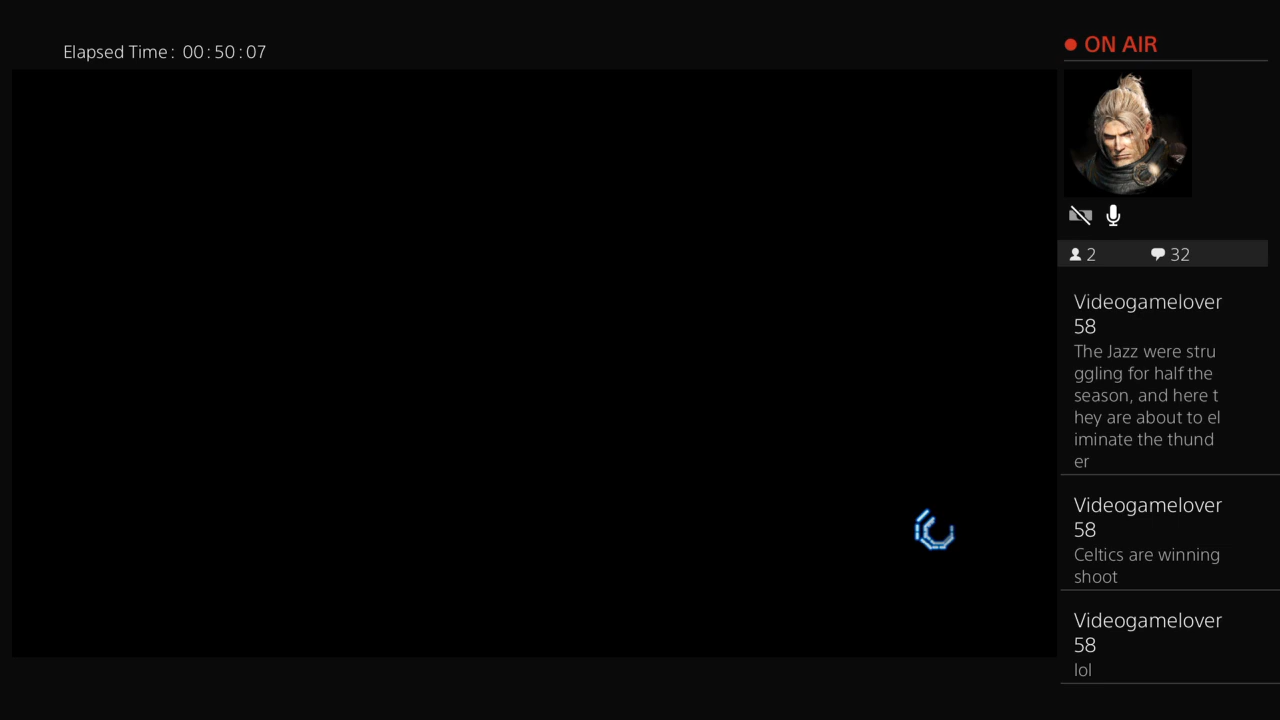 Elapsed Time: 00:50:07
ON AIR
2 32
Videogamelover
58
The Jazz were stru
ggling for half the
season, and here t
hey are about to el
iminate the thund
er
Videogamelover
58
Celtics are winning
shoot
Videogamelover
58
lol